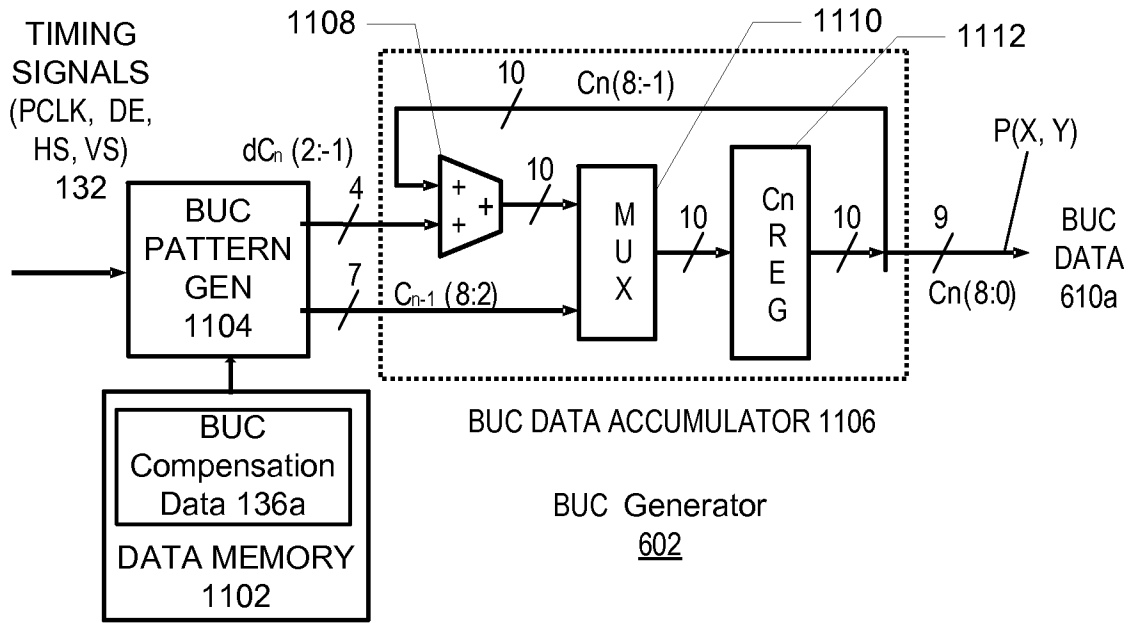 TIMING
SIGNALS
(PCLK, DE,
HS, VS)
132
1108
1110
1112
10
Cn(8:-1)
P(X, Y)
dCn (2:-1)
4
+
+
+
10
MUX
10
Cn
REG
10
9
BUC
DATA
610a
Cn(8:0)
BUC
PATTERN
GEN
1104
7
Cn-1 (8:2)
BUC DATA ACCUMULATOR 1106
BUC
Compensation
Data 136a
DATA MEMORY
1102
BUC Generator
602